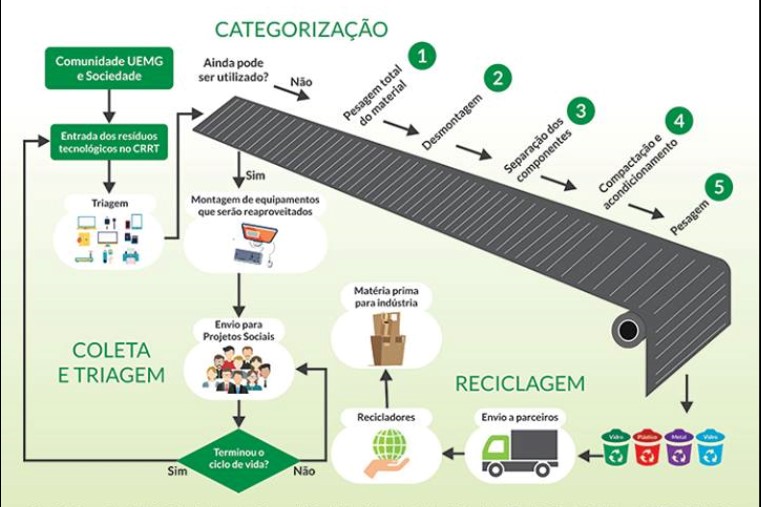 CATEGORIZAÇÃO
Comunidade UEMG
e Sociedade
Entrada dos resíduos
tecnológicos no CRRT
Triagem
Ainda pode
ser utilizado?
Não
Sim
1
Pesagem total
do material
2
Desmontagem
3
Separação dos
componentes
4
Compactação e
acondicionamento
5
Pesagem
Montagem de equipamentos
que serão reaproveitados
Envio para
Projetos Sociais
COLETA
E TRIAGEM
Terminou o
ciclo de vida?
Sim
Não
Matéria prima
para indústria
RECICLAGEM
Recicladores
Envio a parceiros
Vidro
Plástico
Metal
Vidro